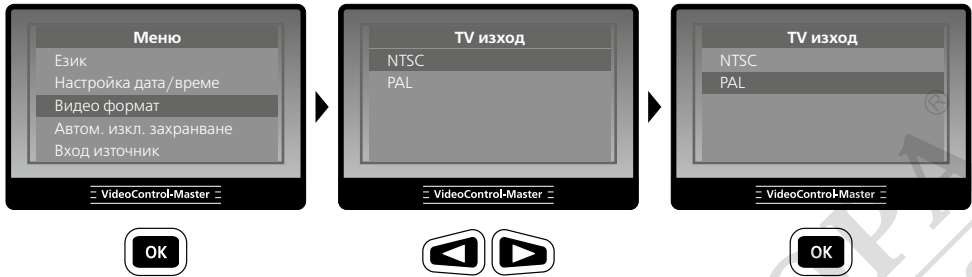 Меню
Език
Настройка дата/време
Видео формат
Автом. изкл. захранване
Вход източник
VideoControl-Master
OK
TV изход
NTSC
PAL
VideoControl-Master
TV изход
NTSC
PAL
VideoControl-Master
OK